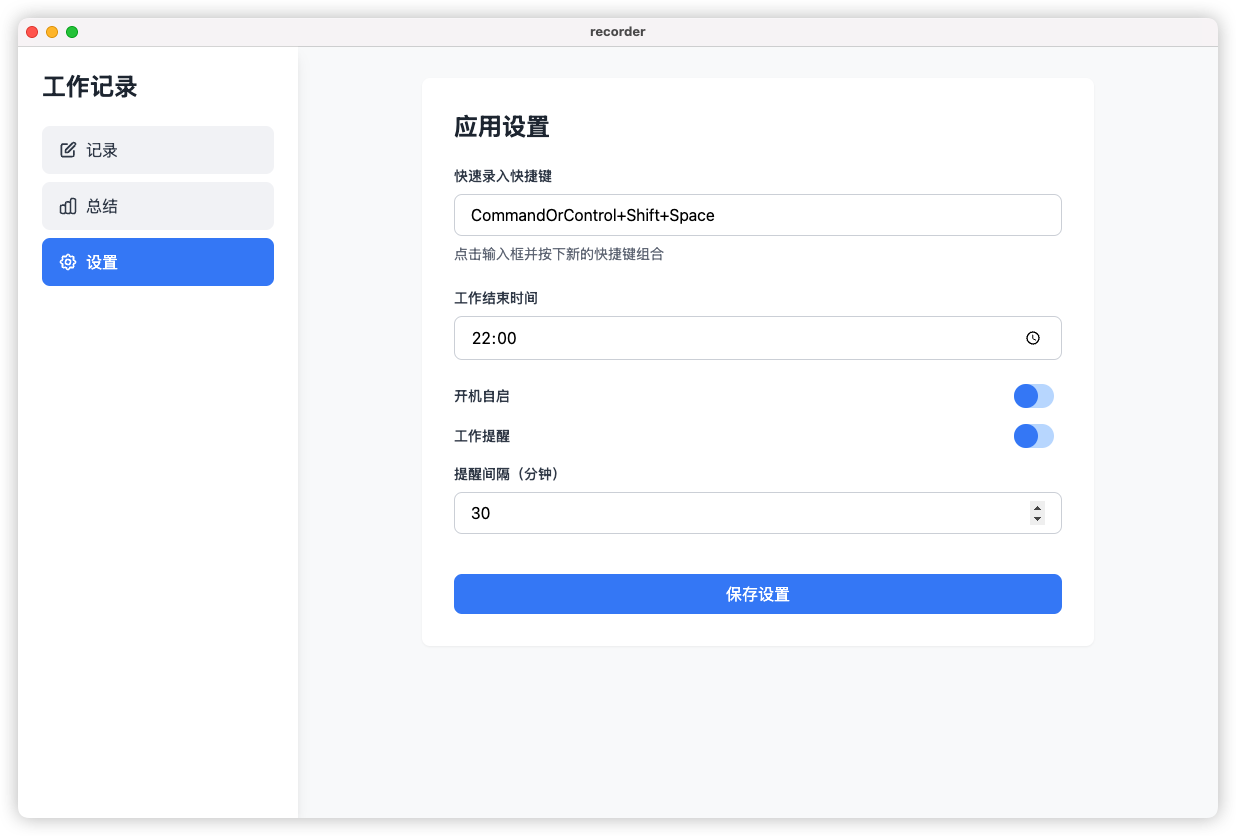 recorder
工作记录
记录
总结
设置
应用设置
快速录入快捷键
CommandOrControl+Shift+Space
点击输入框并按下新的快捷键组合
工作结束时间
22:00
开机自启
工作提醒
提醒间隔（分钟）
30
保存设置